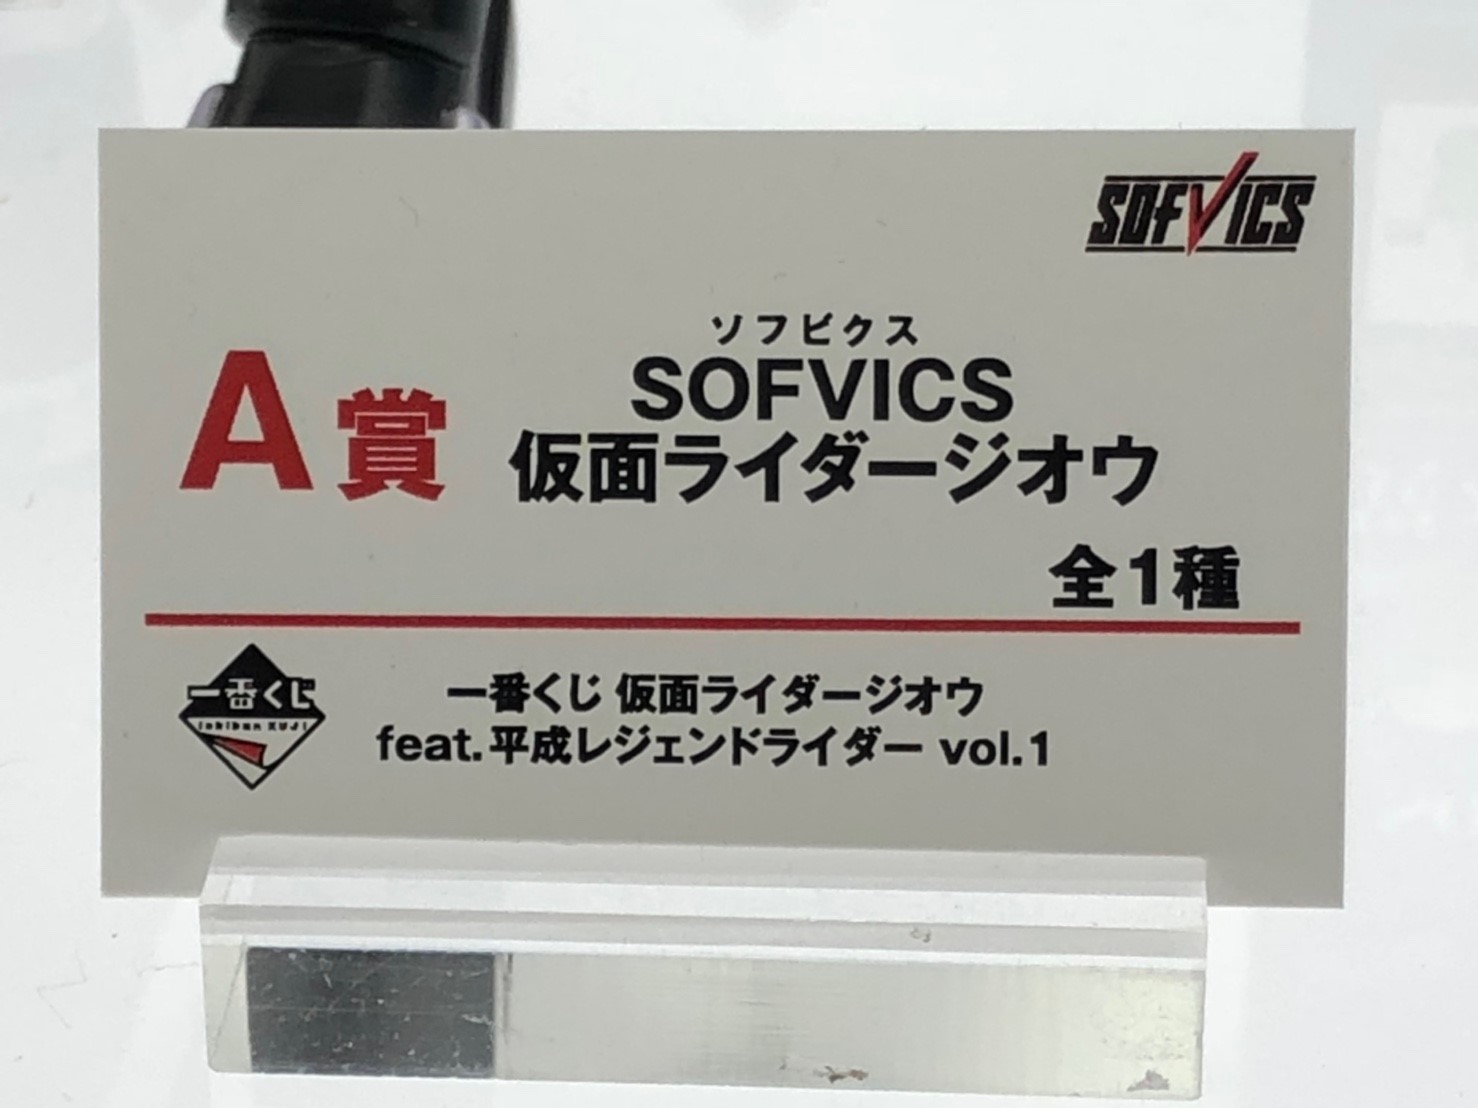 SOFVICS
ソフビクス
SOFVICS
A賞
仮面ライダージオウ
全1種
一番くじ
Ichiban KUJI
一番くじ 仮面ライダージオウ
feat.平成レジェンドライダー vol.1